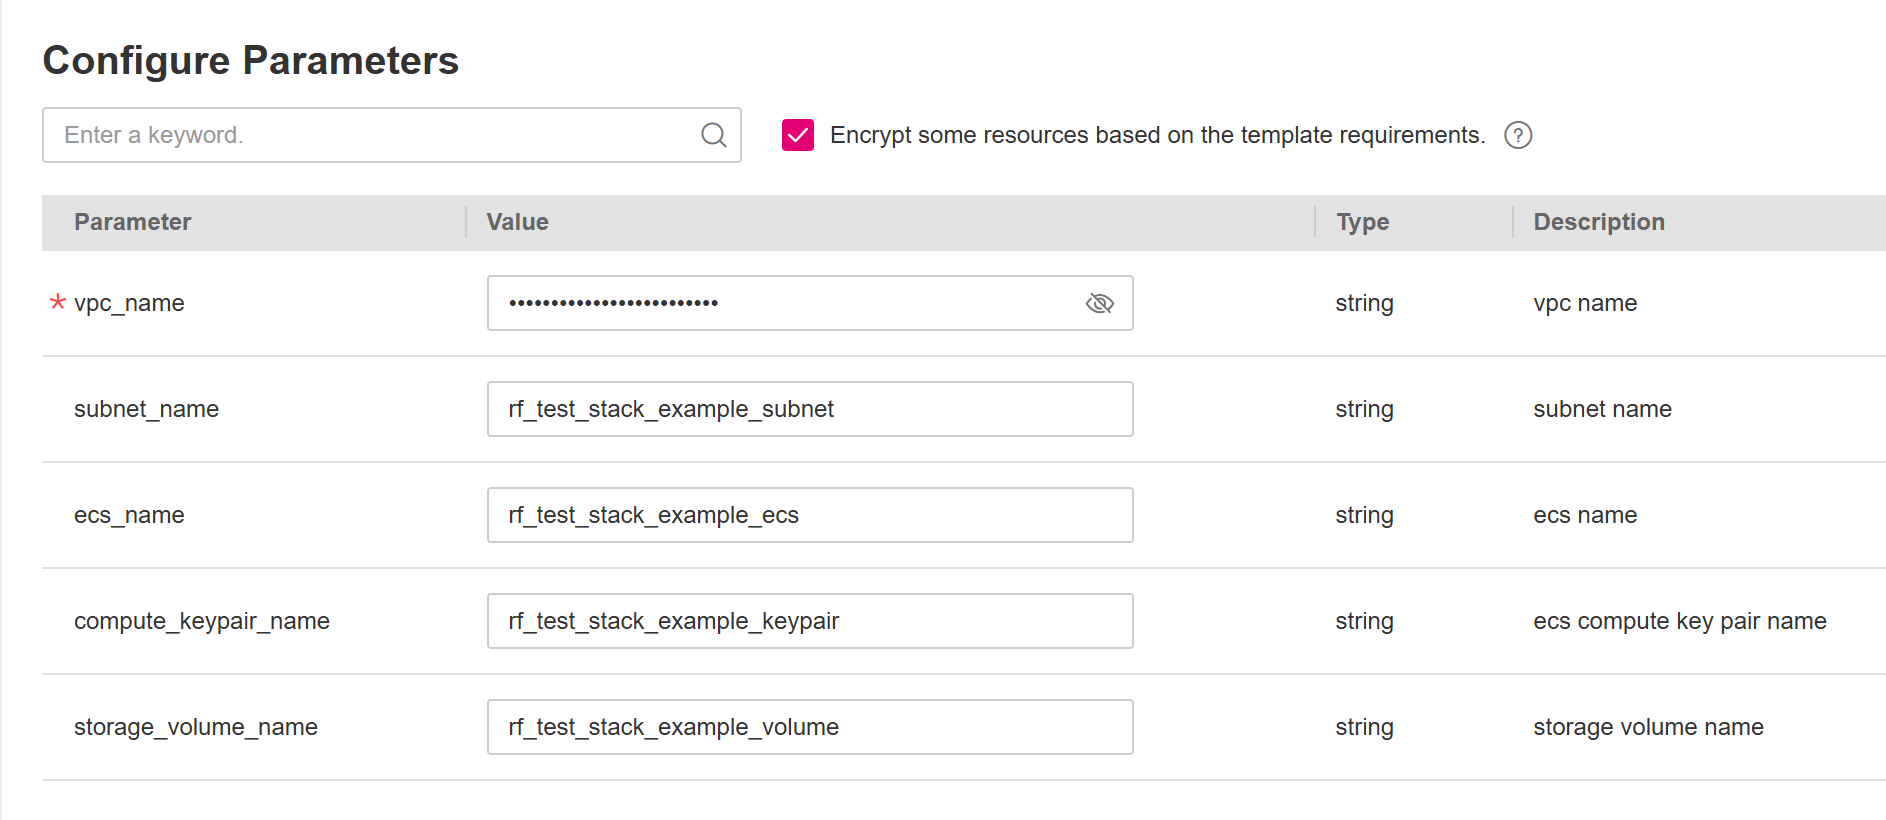 Configure Parameters
Enter a keyword.
Encrypt some resources based on the template requirements. ?
Parameter Value Type Description
* vpc_name ••••••••••••••••••••••••• string vpc name
subnet_name rf_test_stack_example_subnet string subnet name
ecs_name rf_test_stack_example_ecs string ecs name
compute_keypair_name rf_test_stack_example_keypair string ecs compute key pair name
storage_volume_name rf_test_stack_example_volume string storage volume name